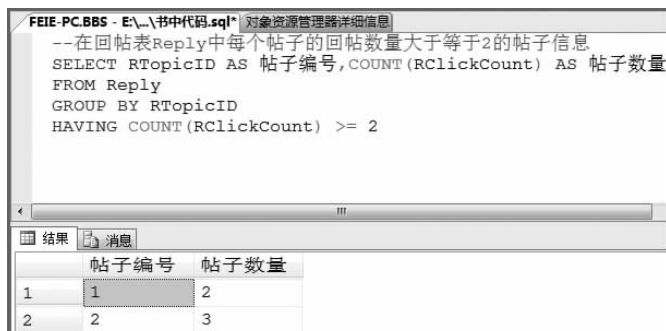 FEIE-PC.BBS - E:\...\书中代码.sql* 对象资源管理器详细信息
--在回帖表Reply中每个帖子的回帖数量大于等于2的帖子信息
SELECT RTopicID AS 帖子编号,COUNT(RClickCount) AS 帖子数量
FROM Reply
GROUP BY RTopicID
HAVING COUNT(RClickCount) >= 2
结果 消息
帖子编号 帖子数量
1 1 2
2 2 3